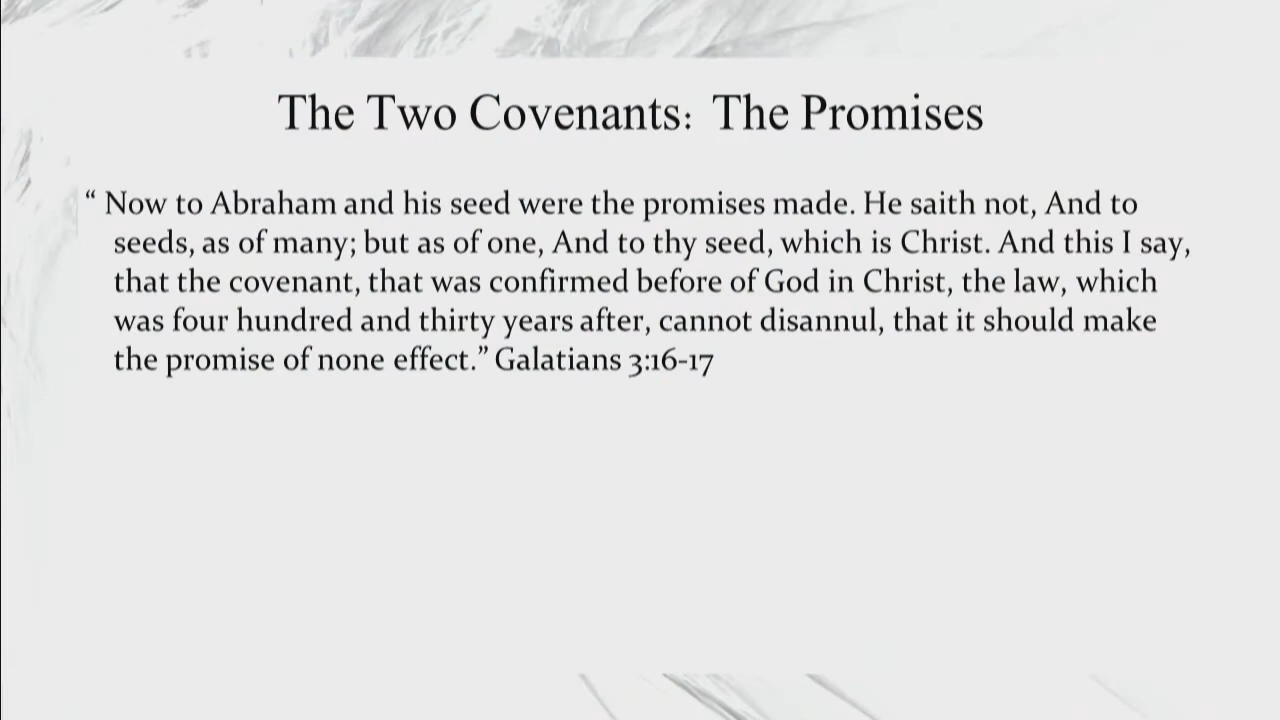 The Two Covenants: The Promises
“ Now to Abraham and his seed were the promises made. He saith not, And to
seeds, as of many; but as of one, And to thy seed, which is Christ. And this I say,
that the covenant, that was confirmed before of God in Christ, the law, which
was four hundred and thirty years after, cannot disannul, that it should make
the promise of none effect.” Galatians 3:16-17